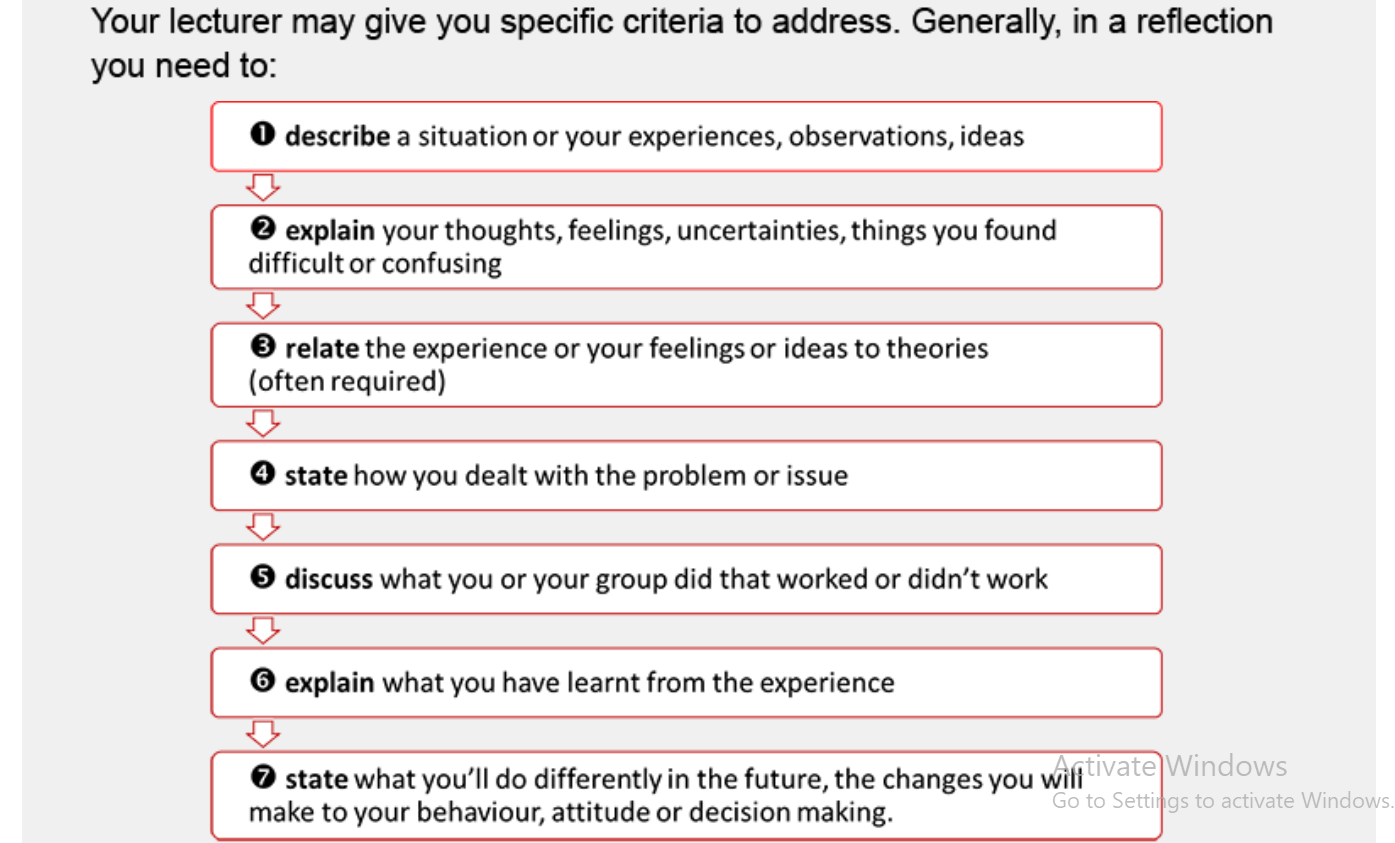 Your lecturer may give you specific criteria to address. Generally, in a reflection
you need to:
❶ describe a situation or your experiences, observations, ideas
❷ explain your thoughts, feelings, uncertainties, things you found
difficult or confusing
❸ relate the experience or your feelings or ideas to theories
(often required)
❹ state how you dealt with the problem or issue
❺ discuss what you or your group did that worked or didn’t work
❻ explain what you have learnt from the experience
❼ state what you’ll do differently in the future, the changes you will
make to your behaviour, attitude or decision making.
Activate Windows
Go to Settings to activate Windows.